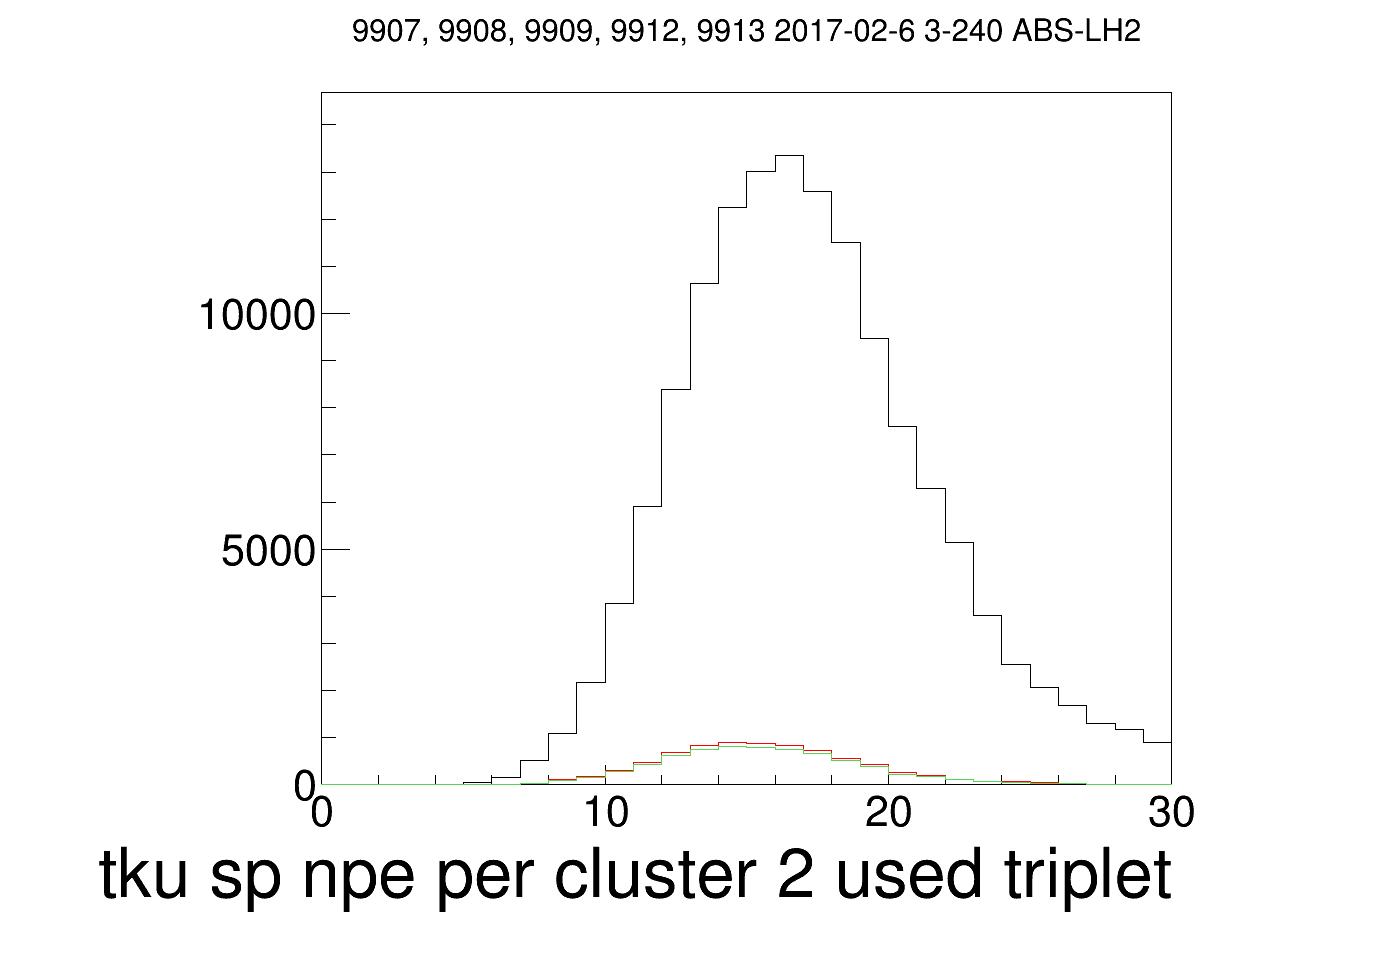 9907, 9908, 9909, 9912, 9913 2017-02-6 3-240 ABS-LH2
10000
5000
0
0 10 20 30
tku sp npe per cluster 2 used triplet